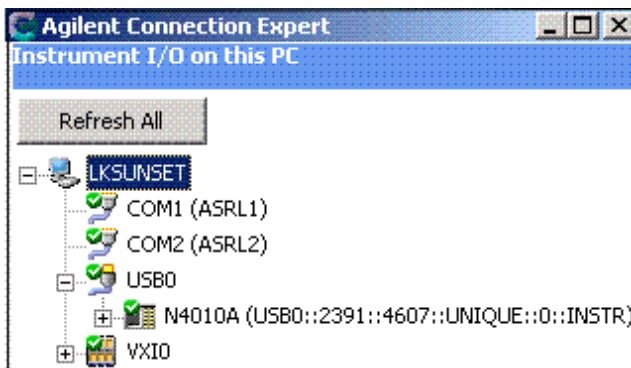 Agilent Connection Expert
Instrument I/O on this PC
Refresh All
LKSUNSET
COM1 (ASRL1)
COM2 (ASRL2)
USB0
N4010A (USB0::2391::4607::UNIQUE::0::INSTR)
VXI0